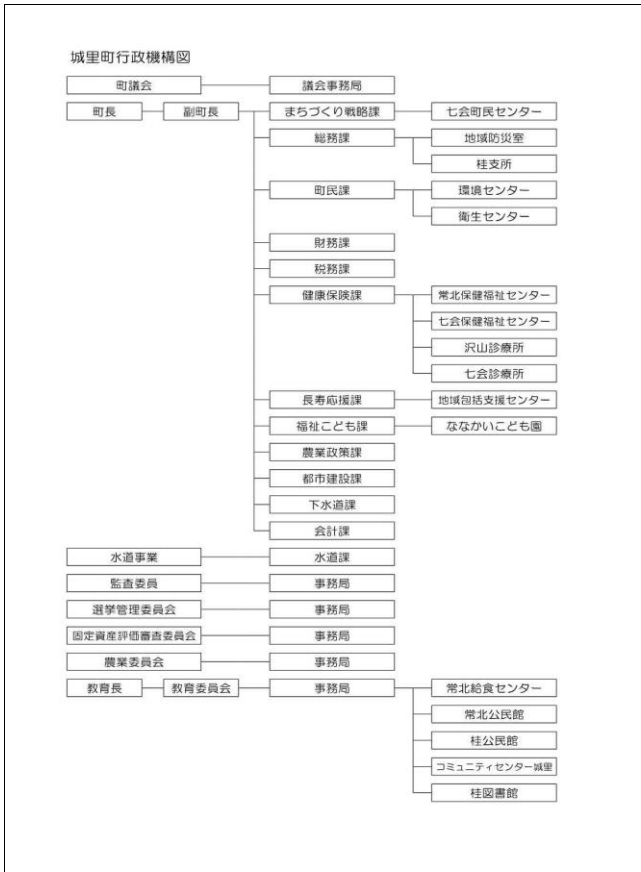 城里町行政機構図
町議会 議会事務局
町長 副町長 まちづくり戦略課 七会町民センター
総務課 地域防災室
桂支所
町民課 環境センター
衛生センター
財務課
税務課
健康保険課 常北保健福祉センター
七会保健福祉センター
沢山診療所
七会診療所
長寿応援課 地域包括支援センター
福祉こども課 ななかいこども園
農業政策課
都市建設課
下水道課
会計課
水道事業 水道課
監査委員 事務局
選挙管理委員会 事務局
固定資産評価審査委員会 事務局
農業委員会 事務局
教育長 教育委員会 事務局 常北給食センター
常北公民館
桂公民館
コミュニティセンター城里
桂図書館